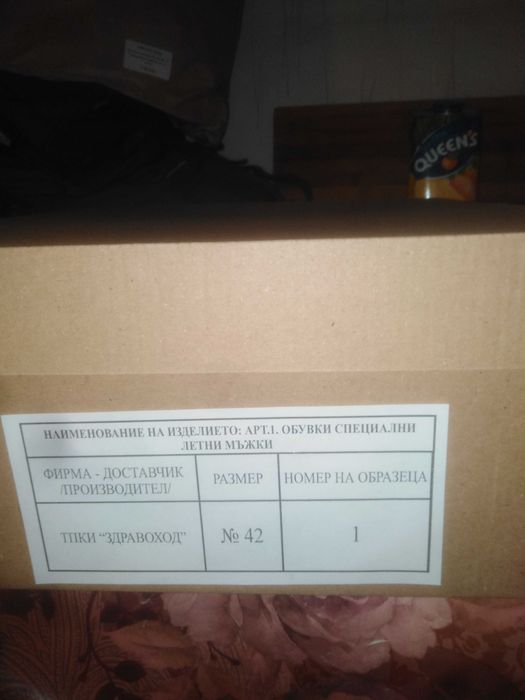 QUEEN'S
НАИМЕНОВАНИЕ НА ИЗДЕЛИЕТО: АРТ.1. ОБУВКИ СПЕЦИАЛНИ
ЛЕТНИ МЪЖКИ
ФИРМА - ДОСТАВЧИК
/ПРОИЗВОДИТЕЛ/
РАЗМЕР
НОМЕР НА ОБРАЗЕЦА
ТПКИ “ЗДРАВОХОД”
№ 42
1